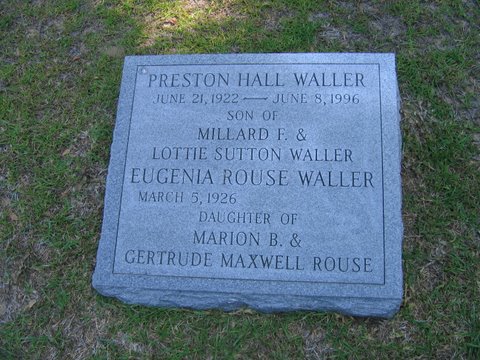 PRESTON HALL WALLER
JUNE 21, 1922 — JUNE 8, 1996
SON OF
MILLARD F. &
LOTTIE SUTTON WALLER
EUGENIA ROUSE WALLER
MARCH 5, 1926
DAUGHTER OF
MARION B. &
GERTRUDE MAXWELL ROUSE